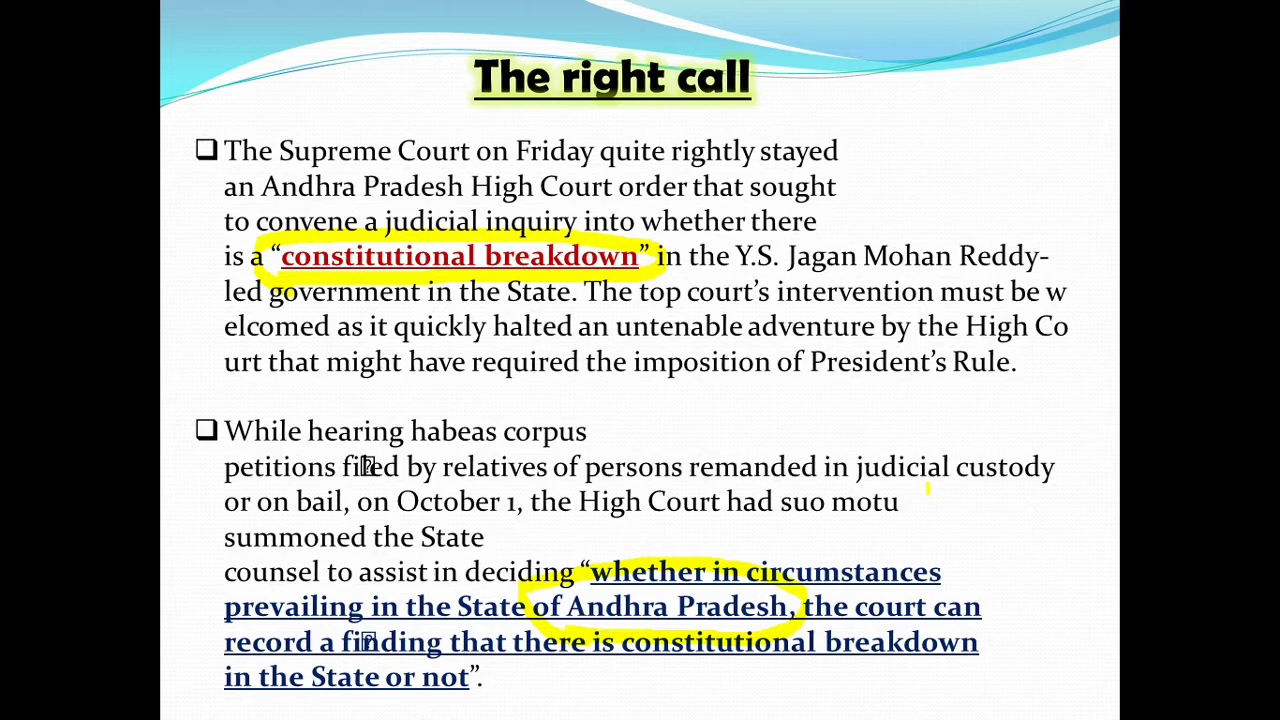 The right call
❑ The Supreme Court on Friday quite rightly stayed
an Andhra Pradesh High Court order that sought
to convene a judicial inquiry into whether there
is a “constitutional breakdown” in the Y.S. Jagan Mohan Reddy-
led government in the State. The top court’s intervention must be w
elcomed as it quickly halted an untenable adventure by the High Co
urt that might have required the imposition of President’s Rule.
❑ While hearing habeas corpus
petitions filed by relatives of persons remanded in judicial custody
or on bail, on October 1, the High Court had suo motu
summoned the State
counsel to assist in deciding “whether in circumstances
prevailing in the State of Andhra Pradesh, the court can
record a finding that there is constitutional breakdown
in the State or not”.